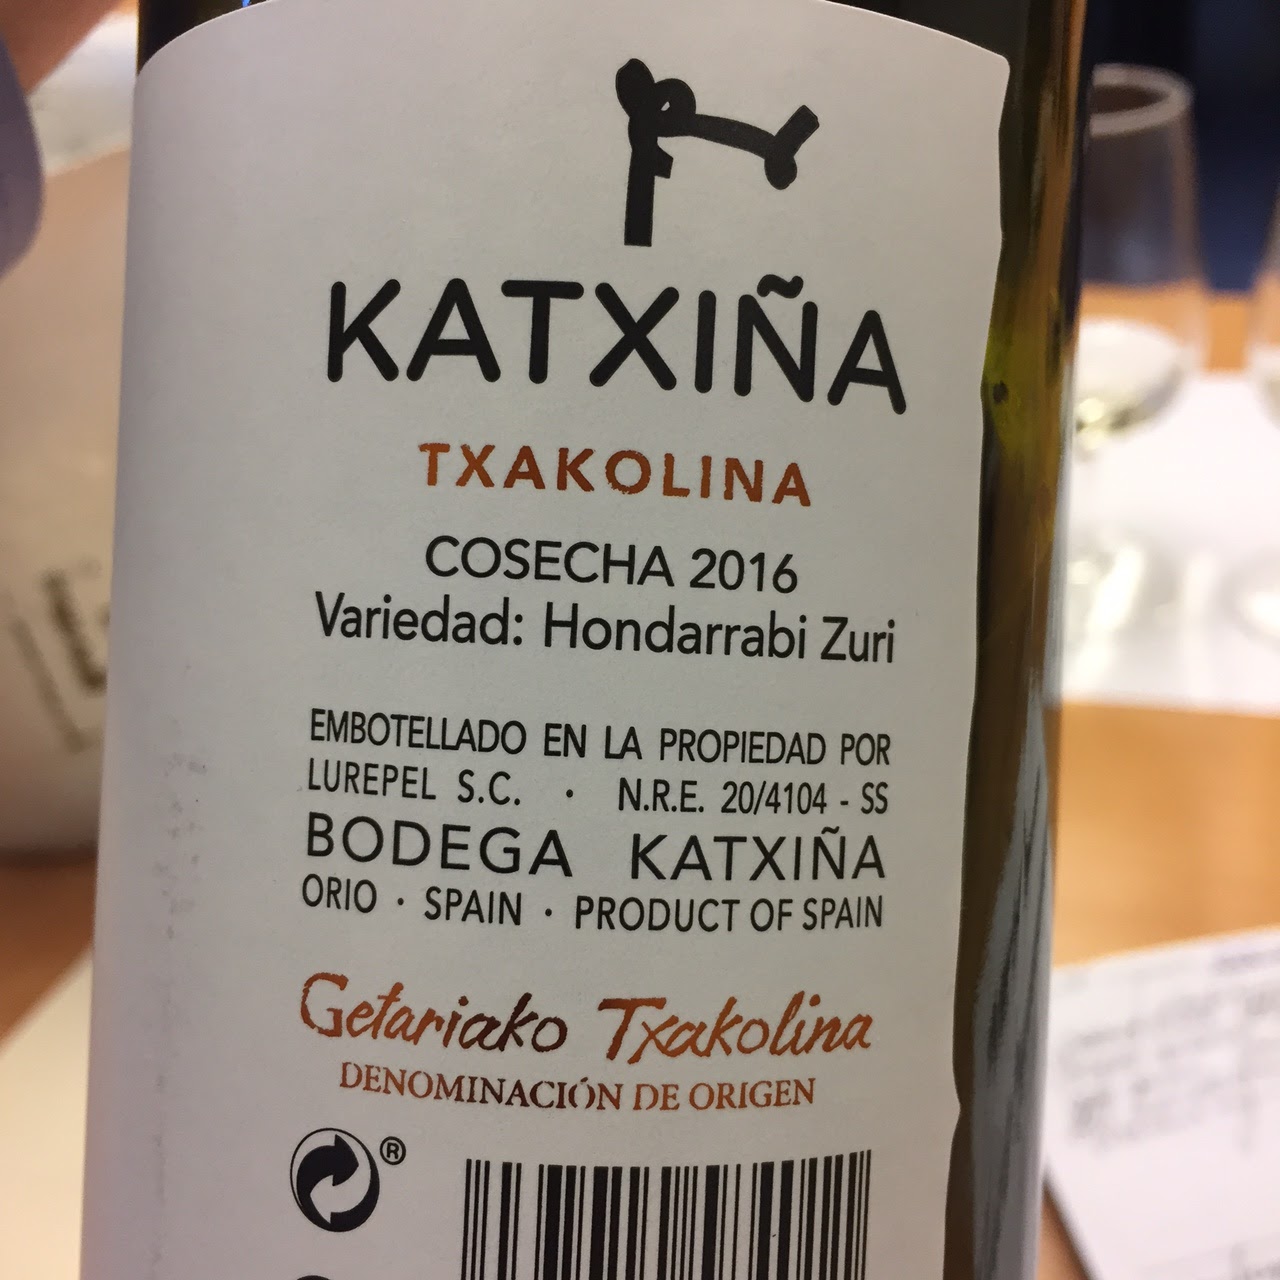 KATXIÑA
TXAKOLINA
COSECHA 2016
Variedad: Hondarrabi Zuri
EMBOTELLADO EN LA PROPIEDAD POR
LUREPEL S.C. · N.R.E. 20/4104 - SS
BODEGA KATXIÑA
ORIO · SPAIN · PRODUCT OF SPAIN
Getariako Txakolina
DENOMINACIÓN DE ORIGEN
®